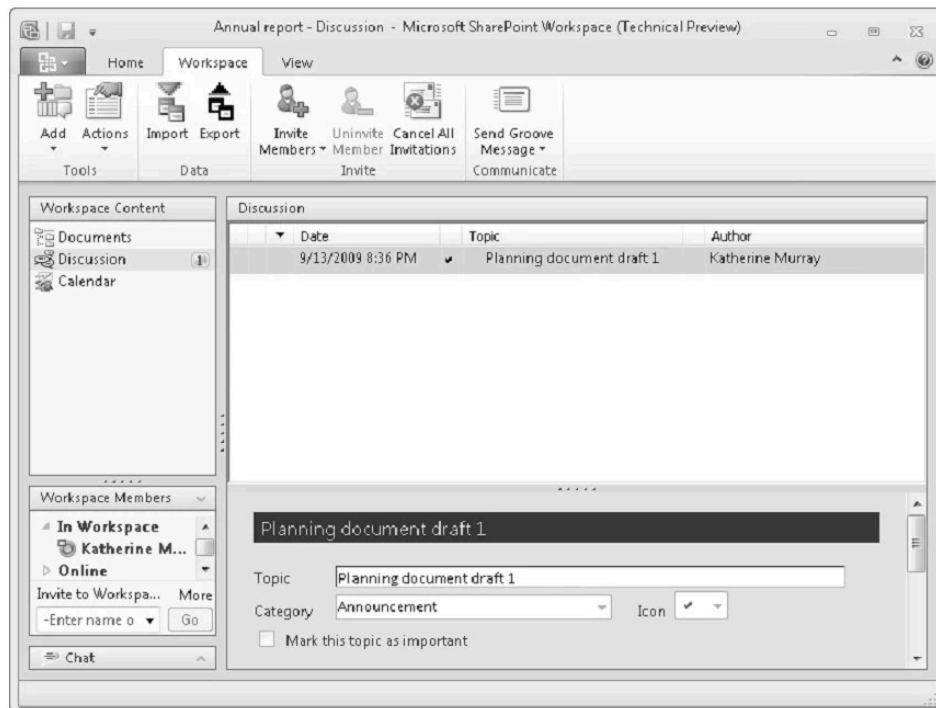 Annual report - Discussion - Microsoft SharePoint Workspace (Technical Preview)
Home Workspace View
Add Actions Import Export Invite Members Uninvite Member Cancel All Invitations Send Groove Message
Tools Data Invite Communicate
Workspace Content
Documents
Discussion 1
Calendar
Discussion
Date Topic Author
9/13/2009 8:36 PM Planning document draft 1 Katherine Murray
Workspace Members
In Workspace
Katherine M...
Online
Invite to Workspa... More
-Enter name o Go
Chat
Planning document draft 1
Topic Planning document draft 1
Category Announcement Icon
Mark this topic as important